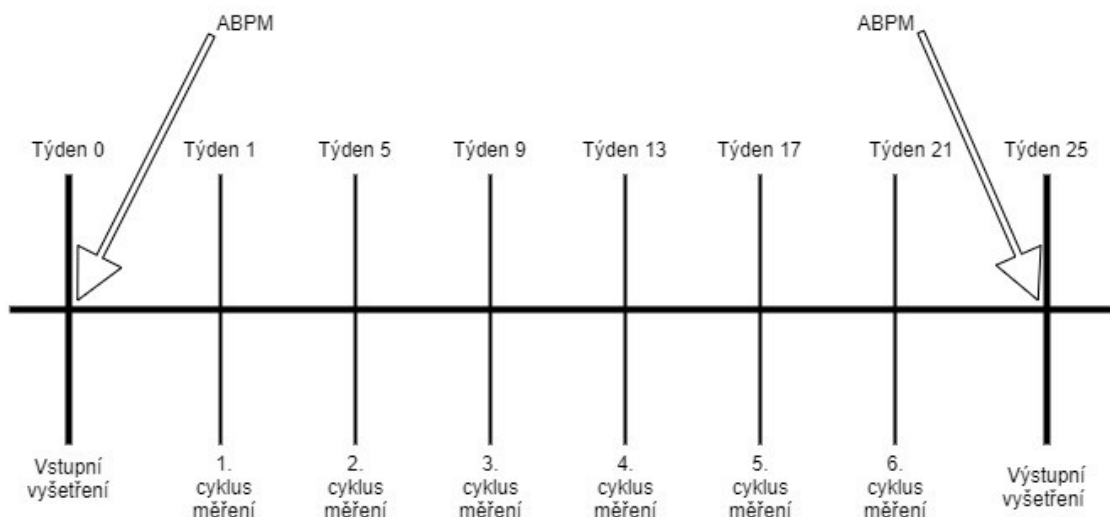 ABPM
ABPM
Týden 0
Týden 1
Týden 5
Týden 9
Týden 13
Týden 17
Týden 21
Týden 25
Vstupní
vyšetření
1.
cyklus
měření
2.
cyklus
měření
3.
cyklus
měření
4.
cyklus
měření
5.
cyklus
měření
6.
cyklus
měření
Výstupní
vyšetření